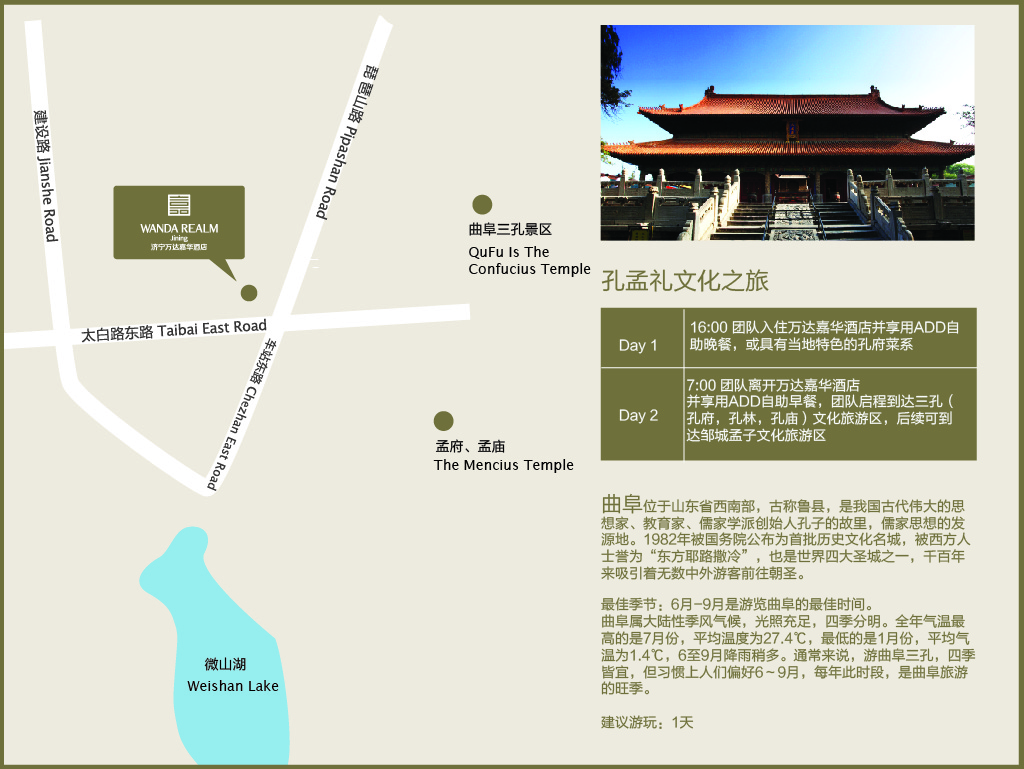 建设路 Jianshe Road
琵琶山路 Pipashan Road
WANDA REALM
Jining
济宁万达嘉华酒店
太白路东路 Taibai East Road
车站东路 Chezhan East Road
曲阜三孔景区
QuFu Is The
Confucius Temple
孟府、孟庙
The Mencius Temple
微山湖
Weishan Lake
孔孟礼文化之旅
Day 1
16:00 团队入住万达嘉华酒店并享用ADD自
助晚餐，或具有当地特色的孔府菜系
Day 2
7:00 团队离开万达嘉华酒店
并享用ADD自助早餐，团队启程到达三孔（
孔府，孔林，孔庙）文化旅游区，后续可到
达邹城孟子文化旅游区
曲阜位于山东省西南部，古称鲁县，是我国古代伟大的思
想家、教育家、儒家学派创始人孔子的故里，儒家思想的发
源地。1982年被国务院公布为首批历史文化名城，被西方人
士誉为“东方耶路撒冷”，也是世界四大圣城之一，千百年
来吸引着无数中外游客前往朝圣。
最佳季节：6月-9月是游览曲阜的最佳时间。
曲阜属大陆性季风气候，光照充足，四季分明。全年气温最
高的是7月份，平均温度为27.4℃，最低的是1月份，平均气
温为1.4℃，6至9月降雨稍多。通常来说，游曲阜三孔，四季
皆宜，但习惯上人们偏好6～9月，每年此时段，是曲阜旅游
的旺季。
建议游玩：1天